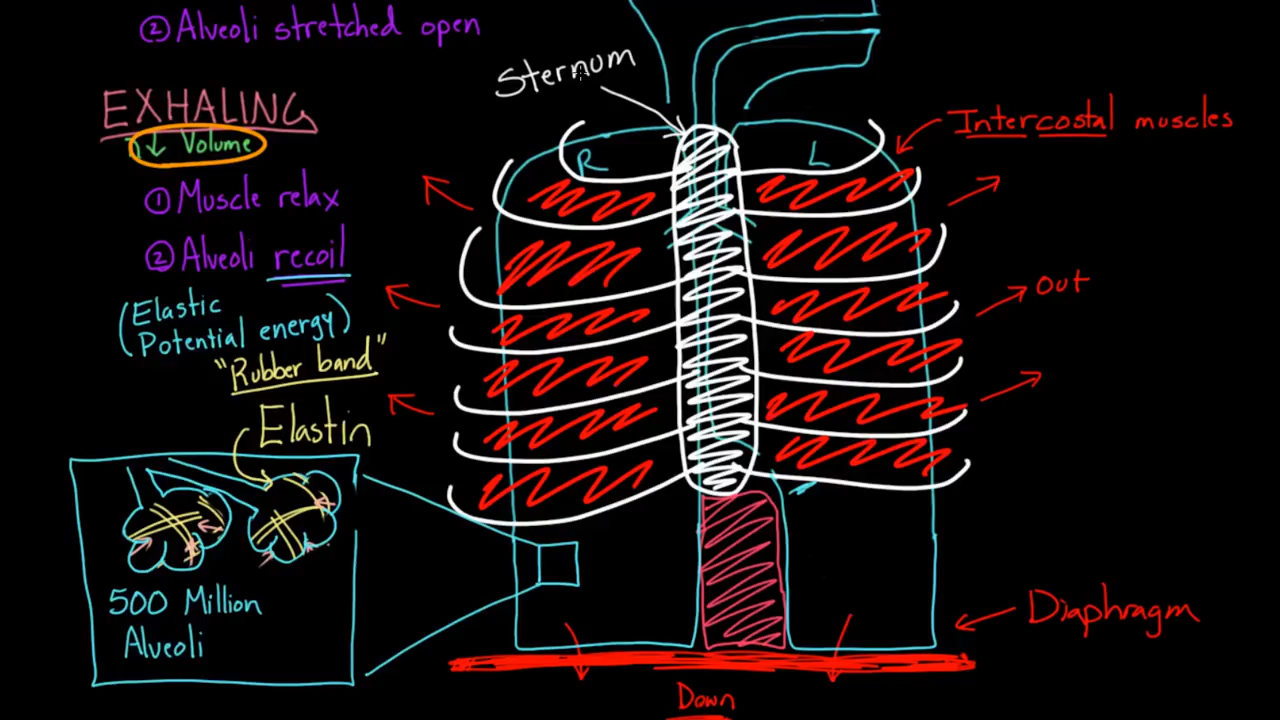 ② Alveoli stretched open
EXHALING
↓ Volume
① Muscle relax
② Alveoli recoil
(Elastic
Potential energy)
"Rubber band"
Elastin
500 Million
Alveoli
Sternum
R
L
Intercostal muscles
Out
Diaphragm
Down